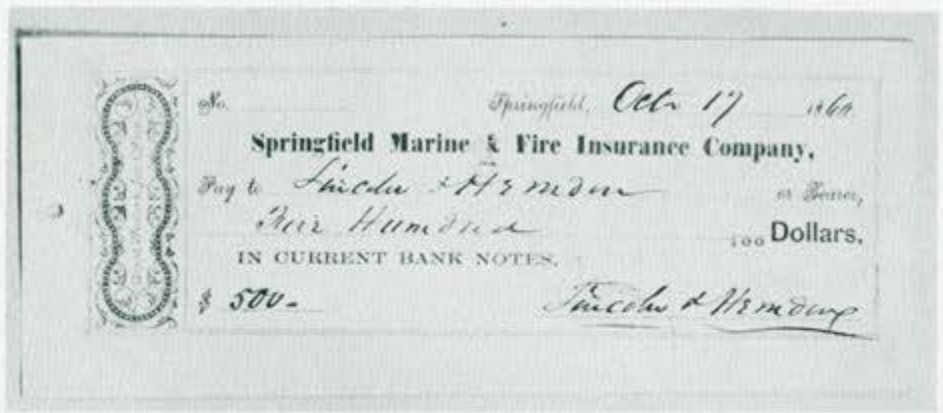 No. Springfield, Oct 17 1860
Springfield Marine & Fire Insurance Company,
Pay to Lincoln & Herndon or Bearer,
Five Hundred 100 Dollars,
IN CURRENT BANK NOTES.
$ 500- Lincoln & Herndon